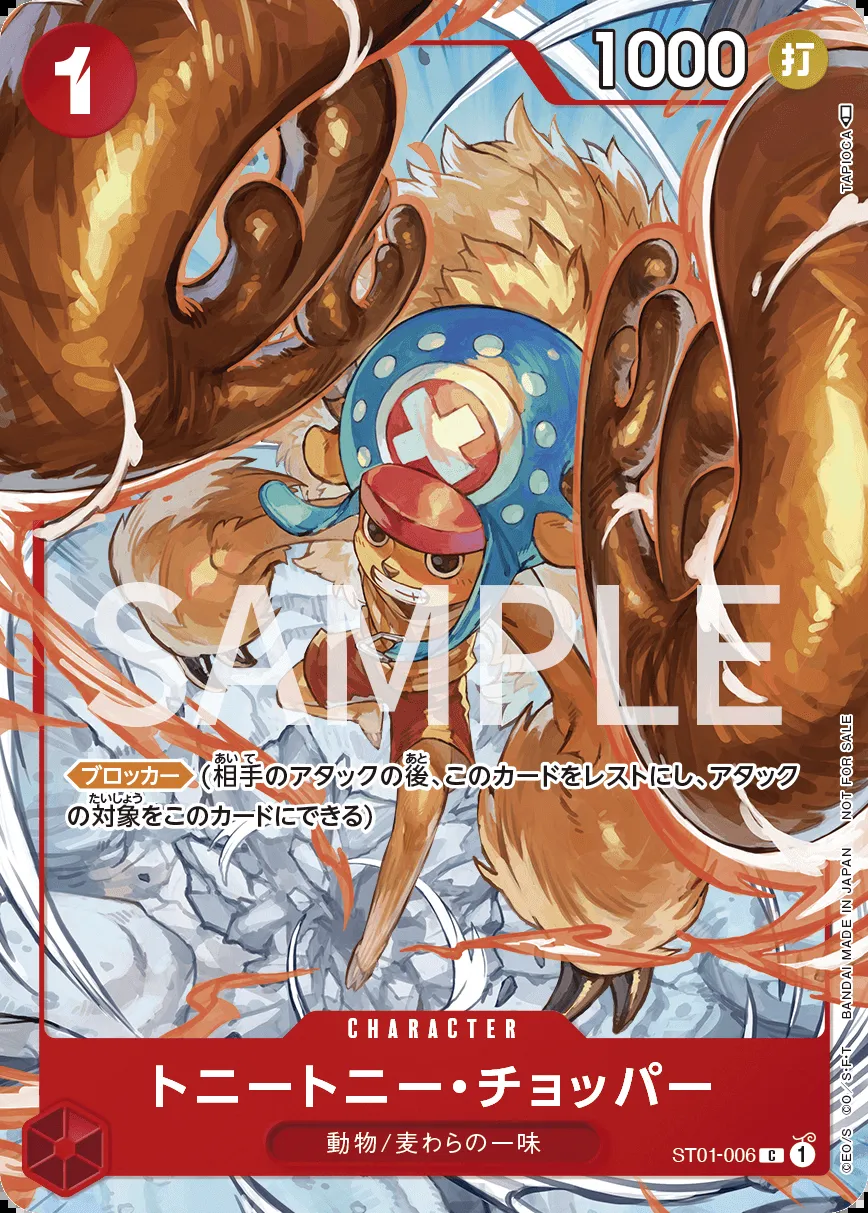 1
1000
打
TAPIOCA
SAMPLE
ブロッカー (相手のアタックの後、このカードをレストにし、アタック
の対象をこのカードにできる)
CHARACTER
トニートニー・チョッパー
動物/麦わらの一味
ST01-006 C 1
©EO/S ©O/S・F・T BANDAI MADE IN JAPAN NOT FOR SALE